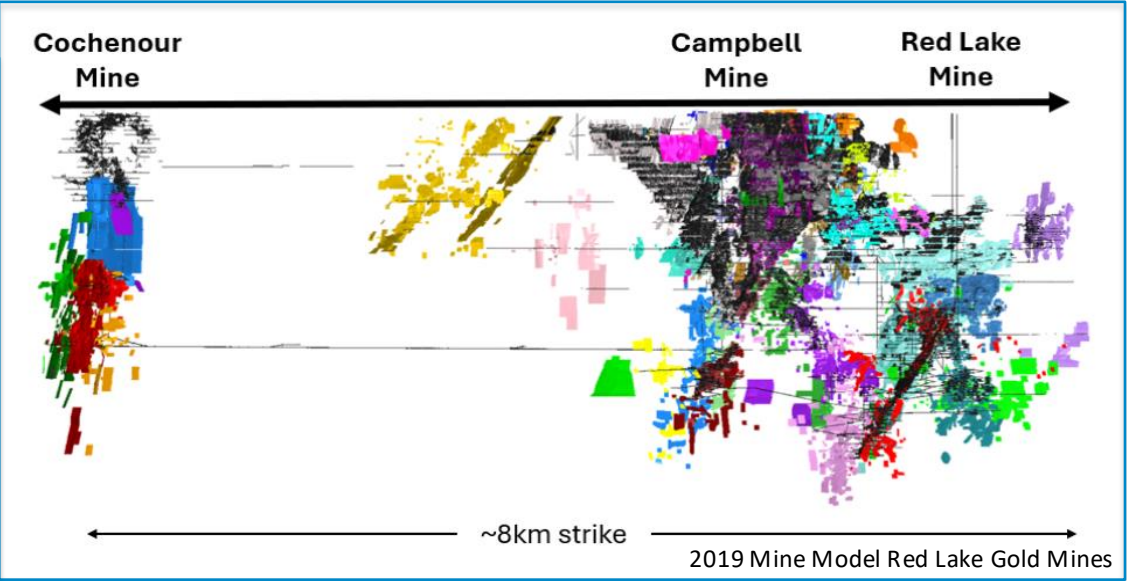 Cochenour
Mine
Campbell
Mine
Red Lake
Mine
~8km strike
2019 Mine Model Red Lake Gold Mines